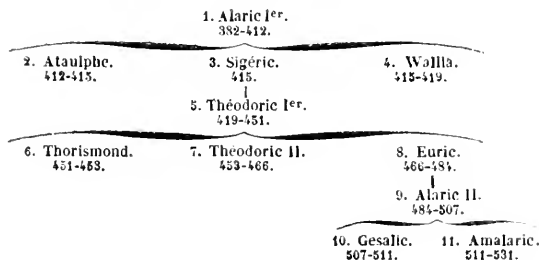 1. Alaric Ier.
382-412.
2. Ataulphe. 3. Sigéric. 4. Wallia.
412-415. 415. 415-419.
5. Théodoric Ier.
419-451.
6. Thorismond. 7. Théodoric II. 8. Euric.
451-453. 453-466. 466-484.
9. Alaric II.
484-507.
10. Gesalic. 11. Amalaric.
507-511. 511-531.